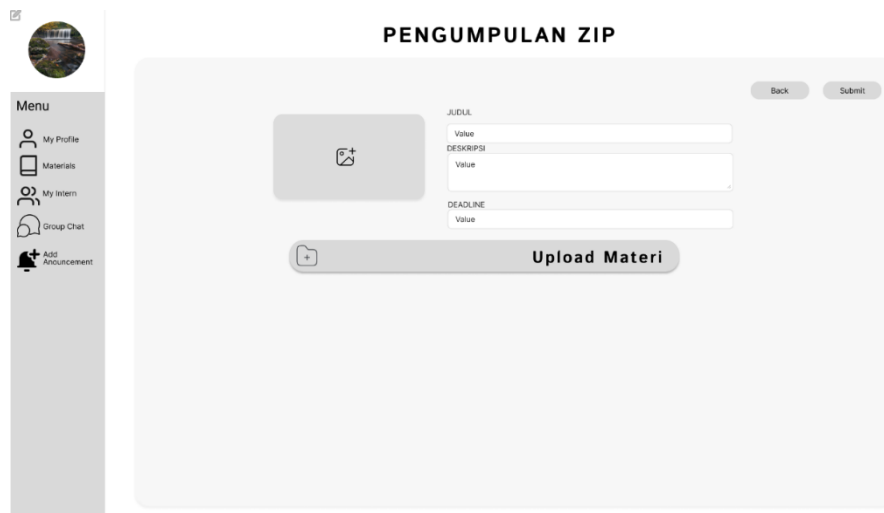 PENGUMPULAN ZIP
Menu
My Profile
Materials
My Intern
Group Chat
Add
Anouncement
Back
Submit
JUDUL
Value
DESKRIPSI
Value
DEADLINE
Value
Upload Materi